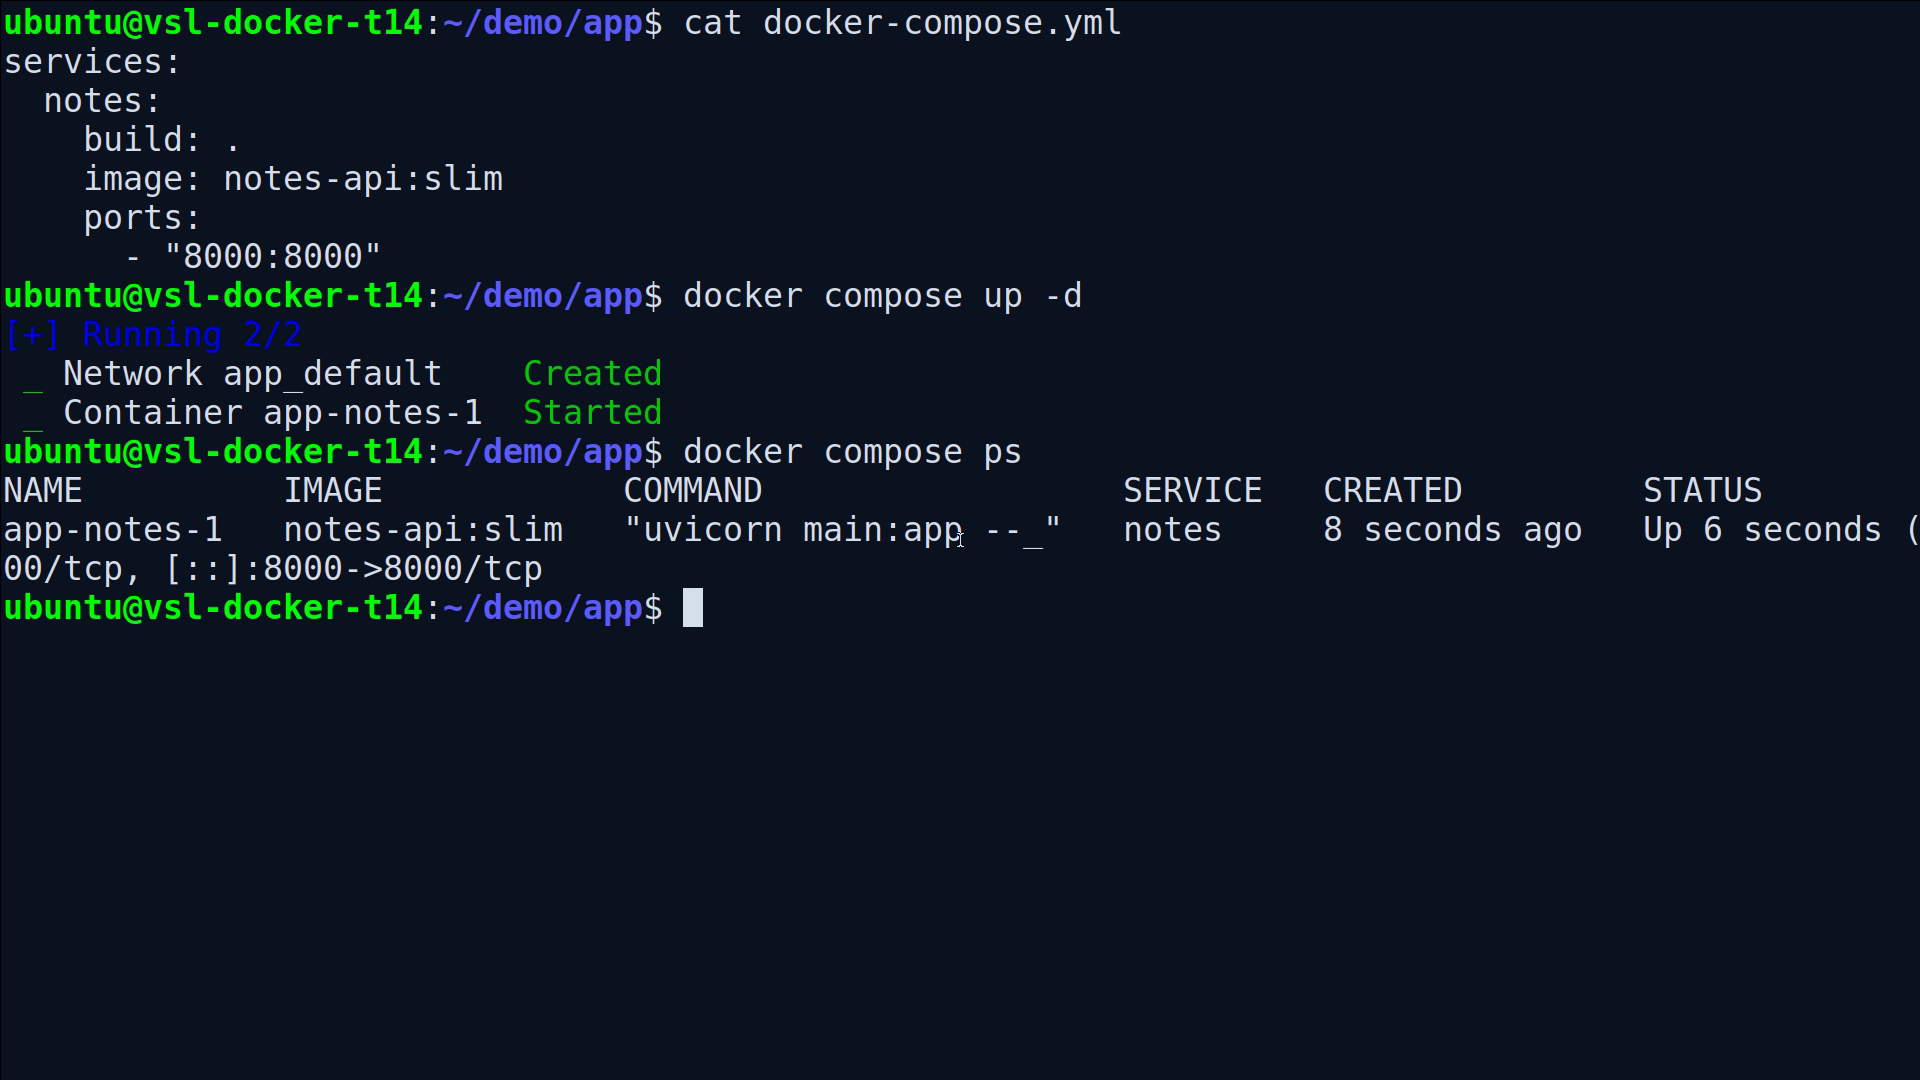 ubuntu@vsl-docker-t14:~/demo/app$ cat docker-compose.yml
services:
  notes:
    build: .
    image: notes-api:slim
    ports:
      - "8000:8000"
ubuntu@vsl-docker-t14:~/demo/app$ docker compose up -d
[+] Running 2/2
 _ Network app_default    Created
 _ Container app-notes-1  Started
ubuntu@vsl-docker-t14:~/demo/app$ docker compose ps
NAME          IMAGE            COMMAND                  SERVICE   CREATED         STATUS
app-notes-1   notes-api:slim   "uvicorn main:app --_"   notes     8 seconds ago   Up 6 seconds (
00/tcp, [::]:8000->8000/tcp
ubuntu@vsl-docker-t14:~/demo/app$